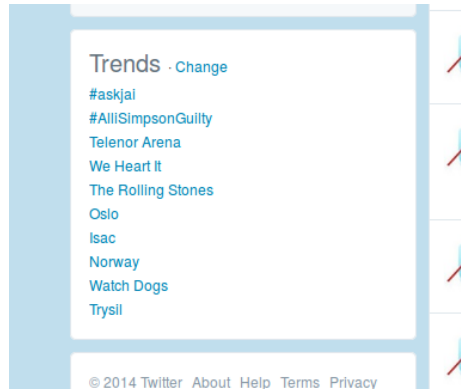 Trends · Change
#askjai
#AlliSimpsonGuilty
Telenor Arena
We Heart It
The Rolling Stones
Oslo
Isac
Norway
Watch Dogs
Trysil
© 2014 Twitter About Help Terms Privacy